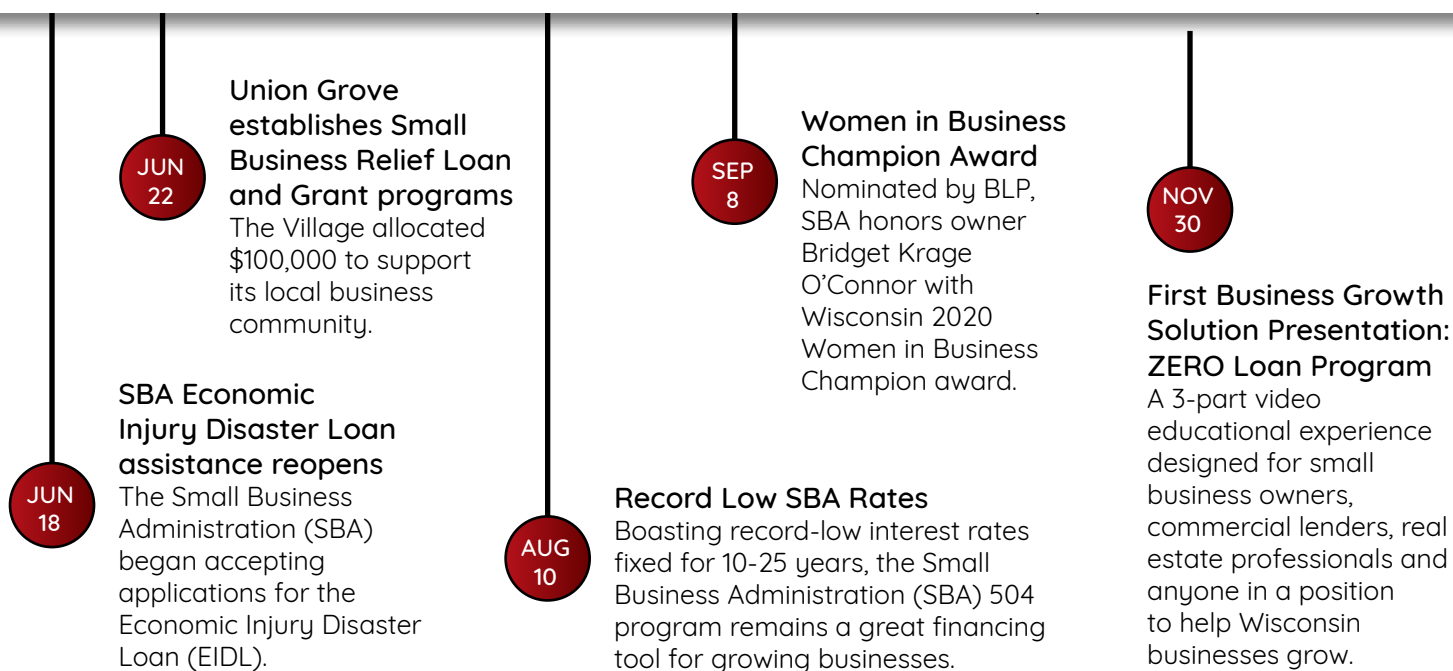 JUN
22
Union Grove
establishes Small
Business Relief Loan
and Grant programs
The Village allocated
$100,000 to support
its local business
community.
JUN
18
SBA Economic
Injury Disaster Loan
assistance reopens
The Small Business
Administration (SBA)
began accepting
applications for the
Economic Injury Disaster
Loan (EIDL).
AUG
10
Record Low SBA Rates
Boasting record-low interest rates
fixed for 10-25 years, the Small
Business Administration (SBA) 504
program remains a great financing
tool for growing businesses.
SEP
8
Women in Business
Champion Award
Nominated by BLP,
SBA honors owner
Bridget Krage
O’Connor with
Wisconsin 2020
Women in Business
Champion award.
NOV
30
First Business Growth
Solution Presentation:
ZERO Loan Program
A 3-part video
educational experience
designed for small
business owners,
commercial lenders, real
estate professionals and
anyone in a position
to help Wisconsin
businesses grow.